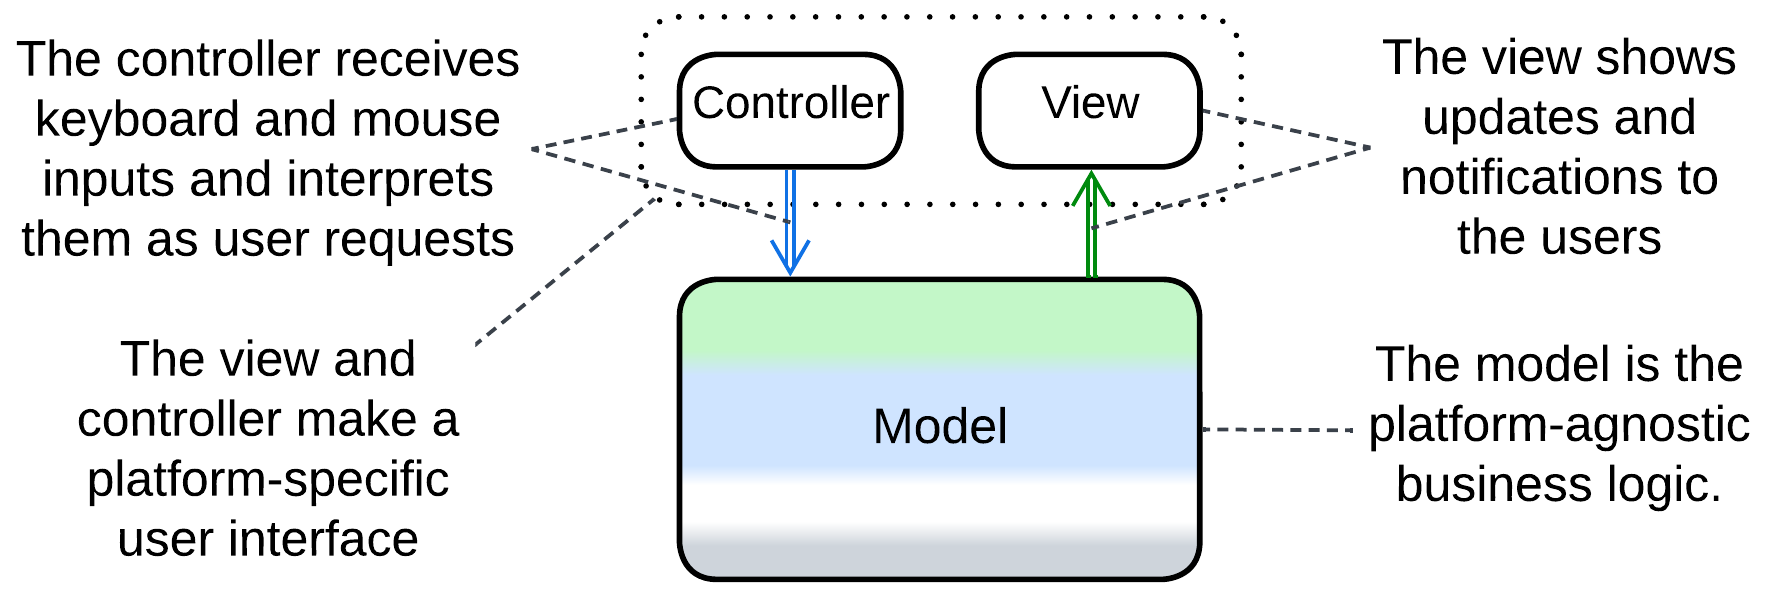 The controller receives
keyboard and mouse
inputs and interprets
them as user requests
Controller
View
The view shows
updates and
notifications to
the users
The view and
controller make a
platform-specific
user interface
Model
The model is the
platform-agnostic
business logic.